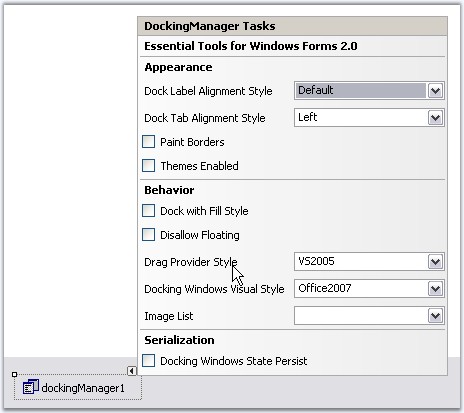 DockingManager Tasks
Essential Tools for Windows Forms 2.0
Appearance
Dock Label Alignment Style Default
Dock Tab Alignment Style Left
Paint Borders
Themes Enabled
Behavior
Dock with Fill Style
Disallow Floating
Drag Provider Style VS2005
Docking Windows Visual Style Office2007
Image List
Serialization
Docking Windows State Persist
dockingManager1